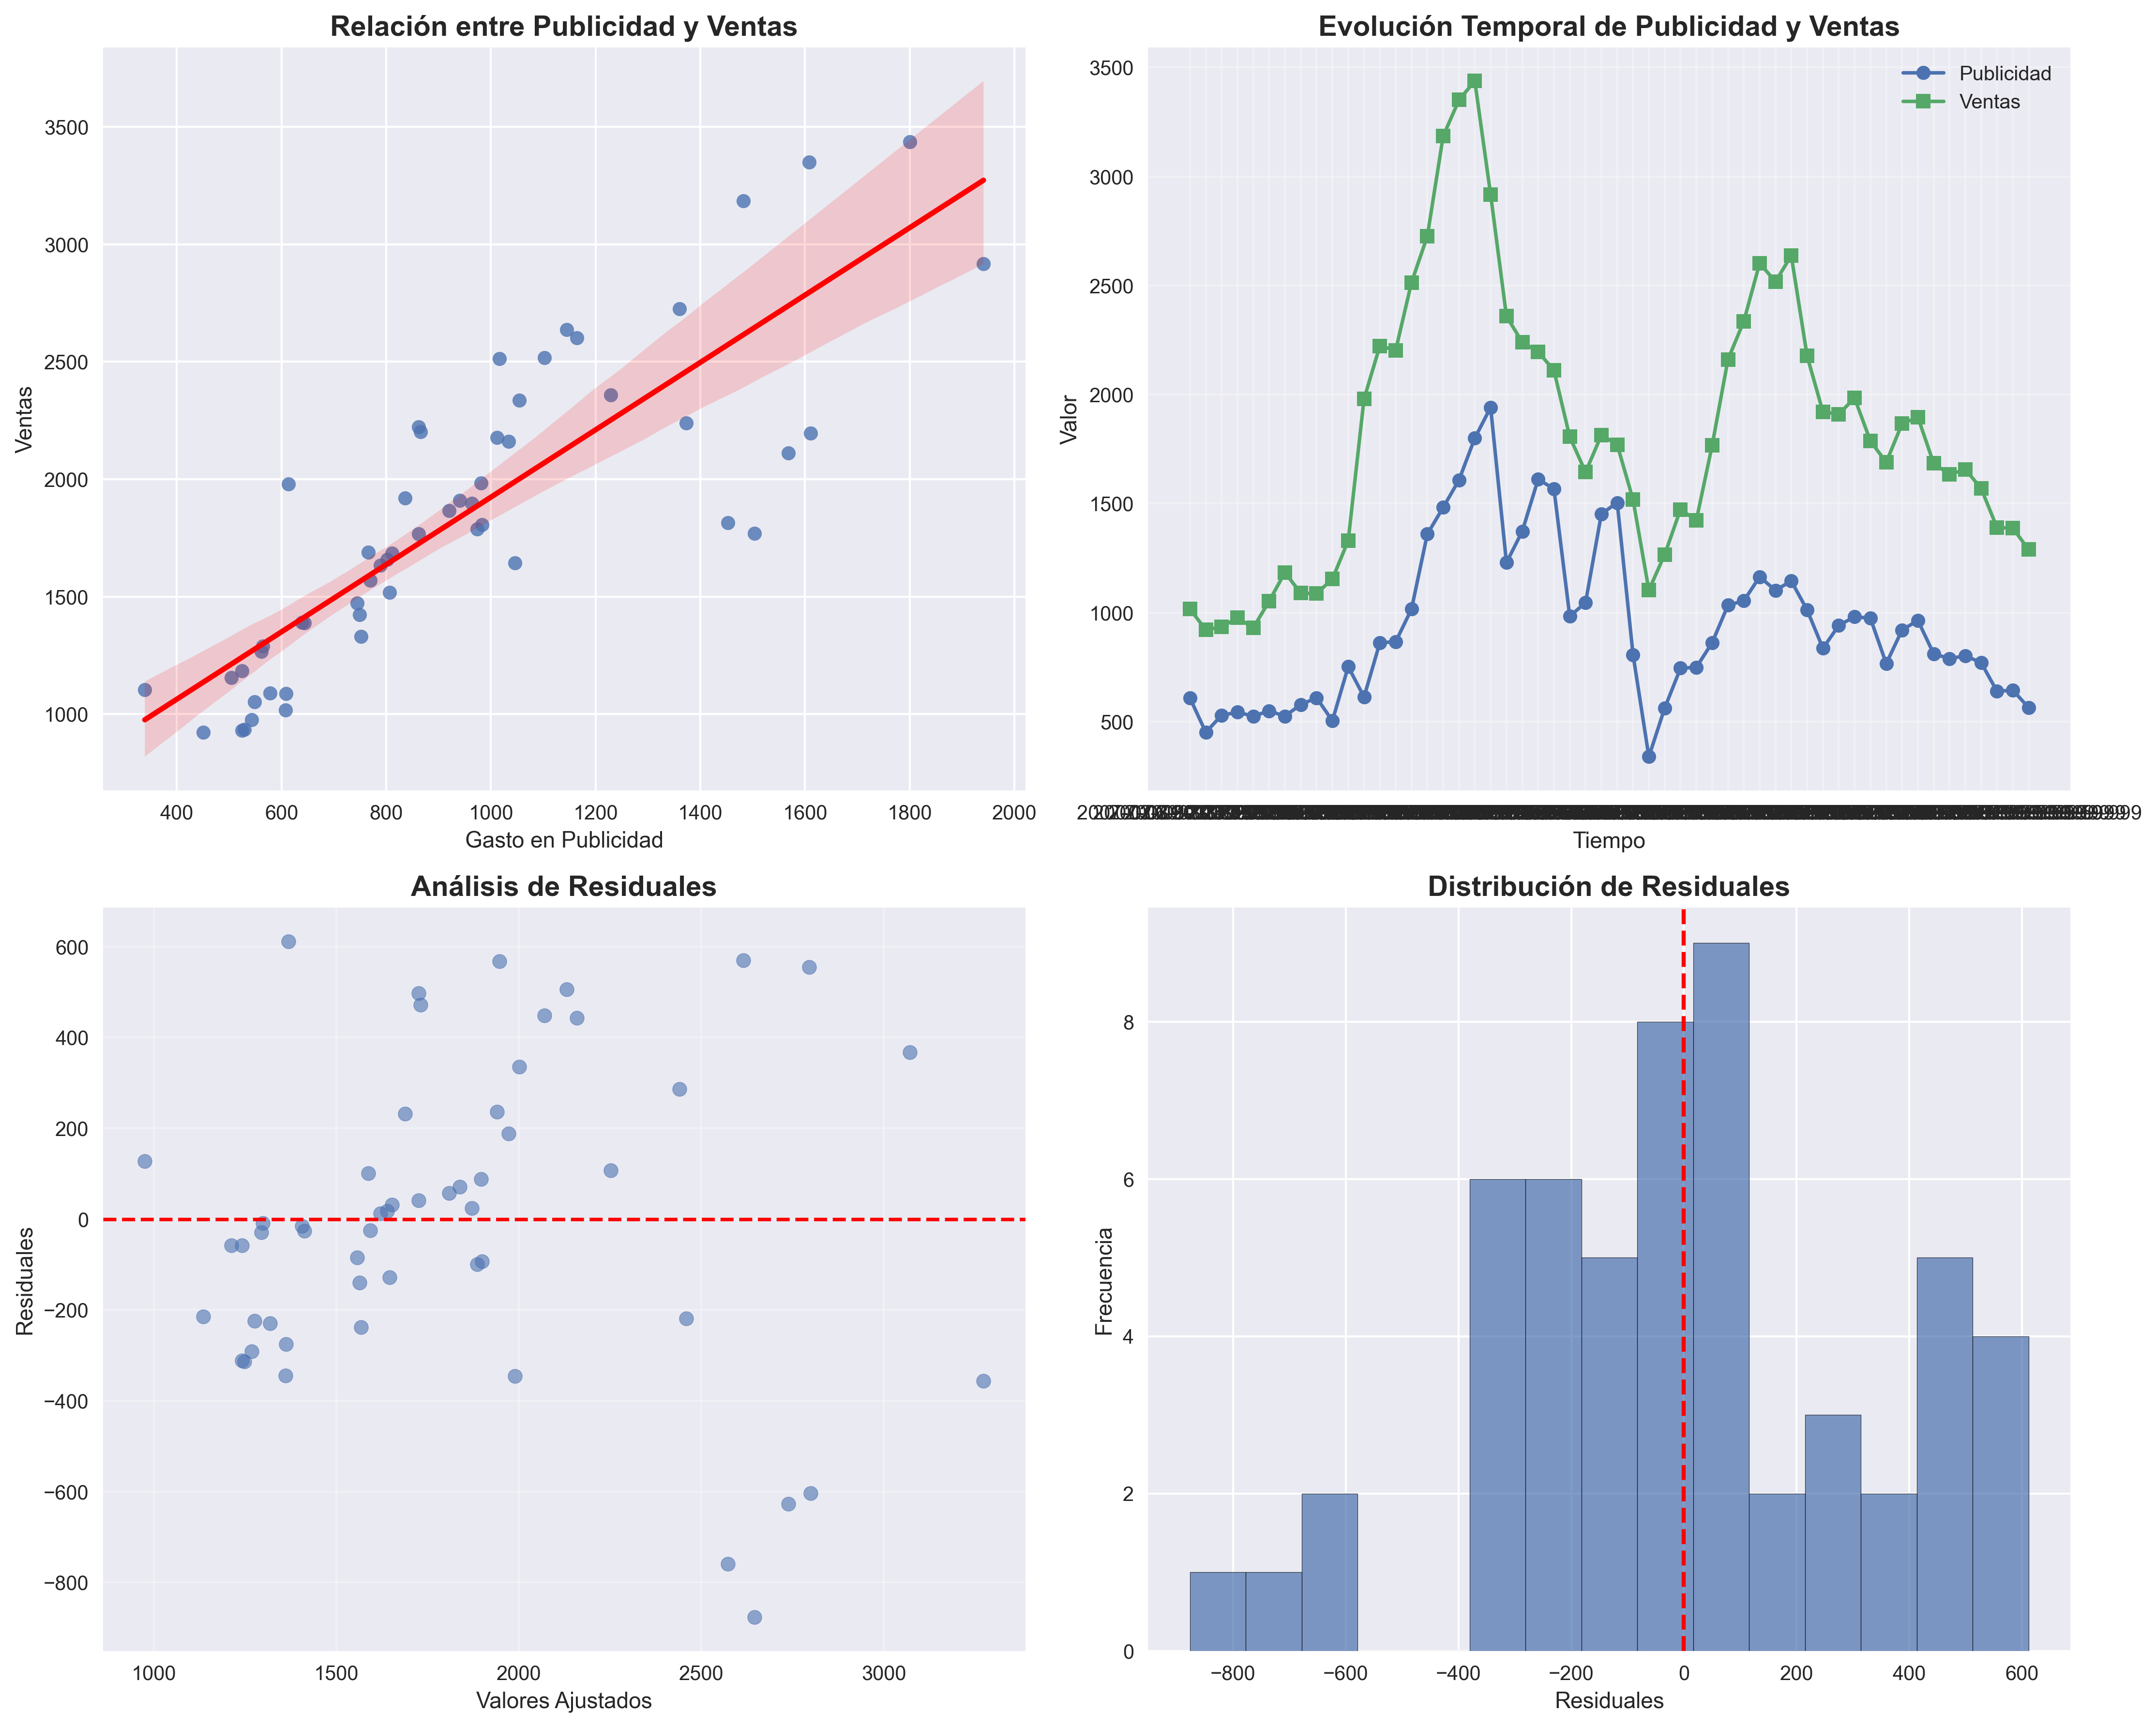 Relación entre Publicidad y Ventas
3500
3000
2500
2000
1500
1000
Ventas
400 600 800 1000 1200 1400 1600 1800 2000
Gasto en Publicidad
Evolución Temporal de Publicidad y Ventas
Publicidad
Ventas
3500
3000
2500
2000
1500
1000
500
Valor
Tiempo
Análisis de Residuales
600
400
200
0
−200
−400
−600
−800
Residuales
1000 1500 2000 2500 3000
Valores Ajustados
Distribución de Residuales
8
6
4
2
0
Frecuencia
−800 −600 −400 −200 0 200 400 600
Residuales